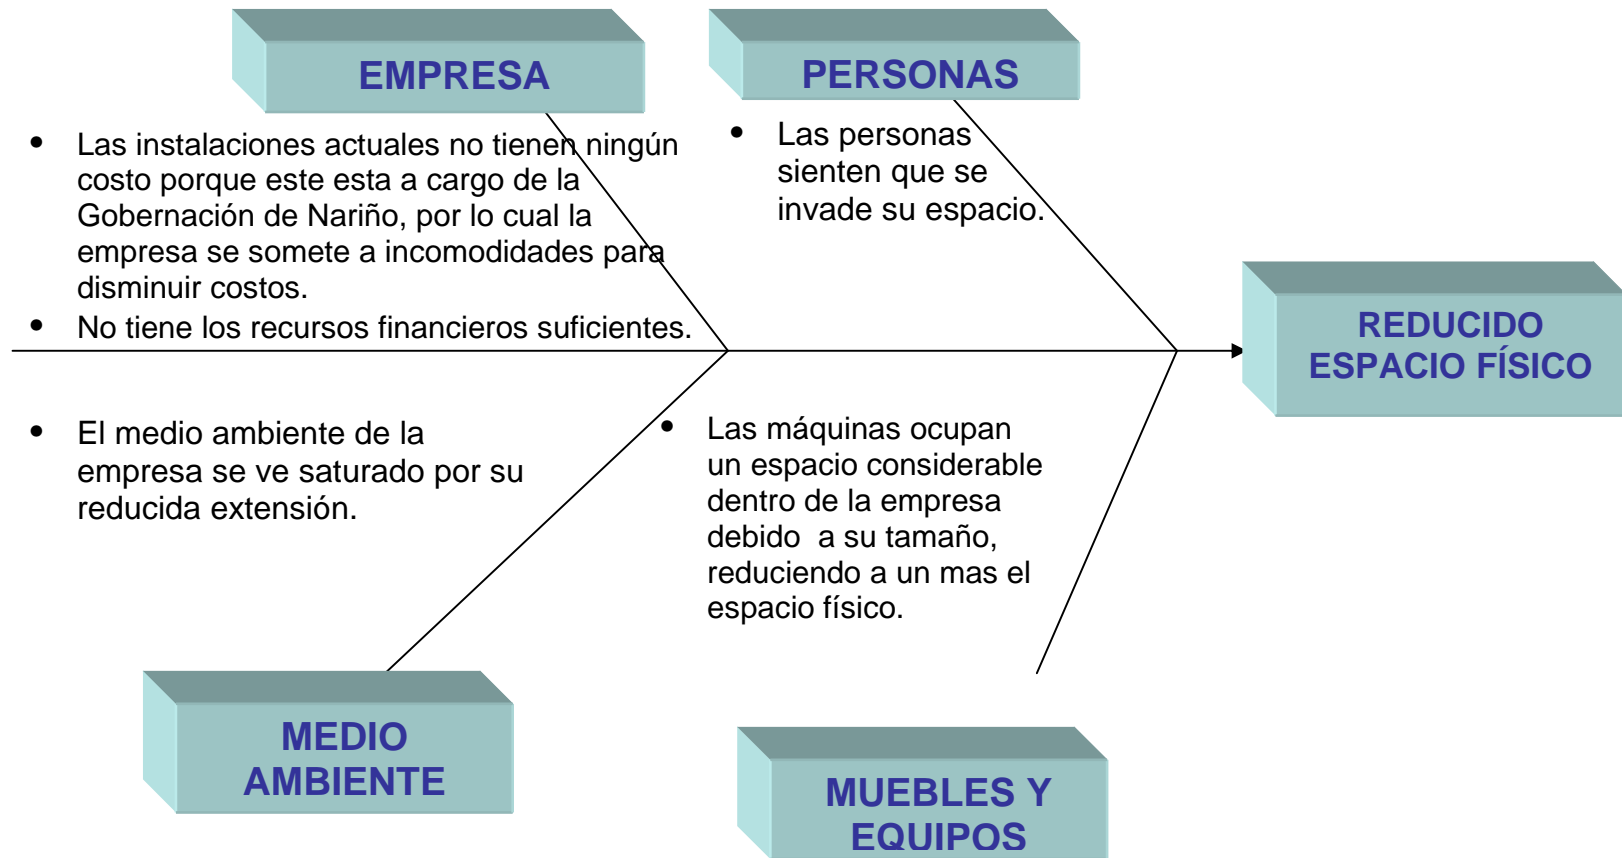 EMPRESA
PERSONAS
• Las instalaciones actuales no tienen ningún
costo porque este esta a cargo de la
Gobernación de Nariño, por lo cual la
empresa se somete a incomodidades para
disminuir costos.
• No tiene los recursos financieros suficientes.
• Las personas
sienten que se
invade su espacio.
REDUCIDO
ESPACIO FÍSICO
• El medio ambiente de la
empresa se ve saturado por su
reducida extensión.
• Las máquinas ocupan
un espacio considerable
dentro de la empresa
debido  a su tamaño,
reduciendo a un mas el
espacio físico.
MEDIO
AMBIENTE
MUEBLES Y
EQUIPOS